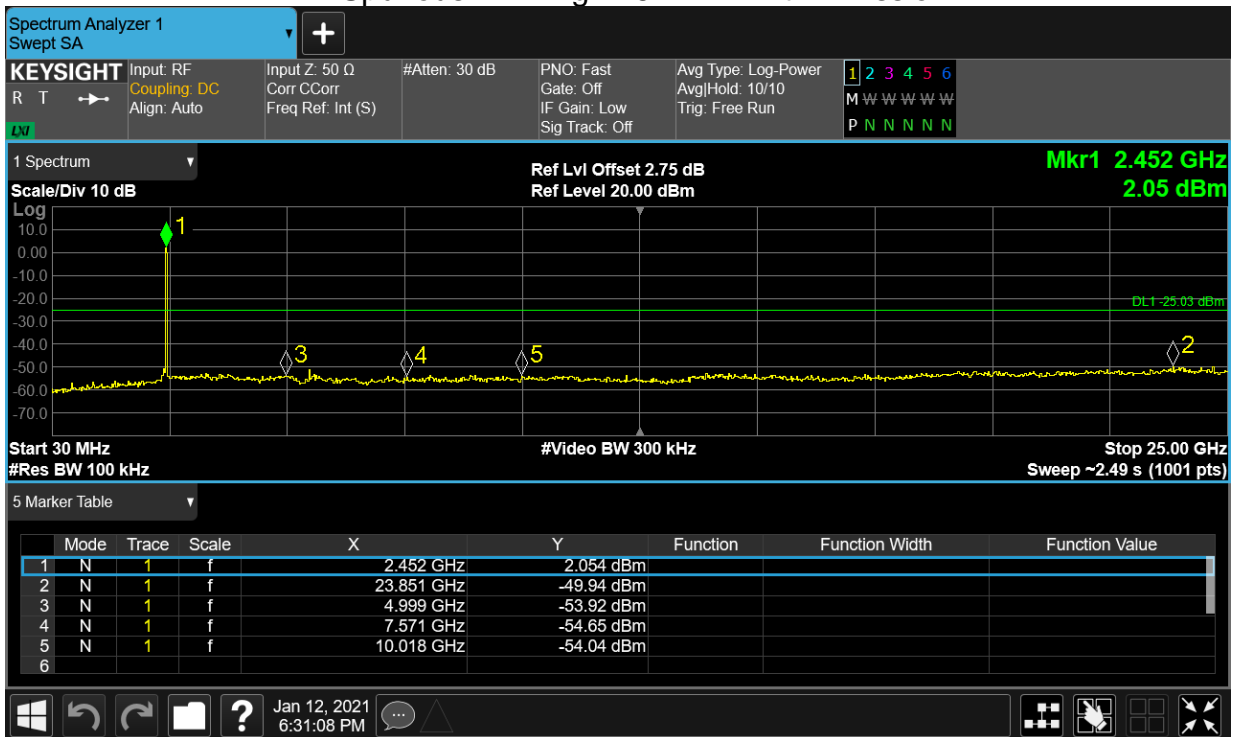 Spectrum Analyzer 1
Swept SA
+
KEYSIGHT Input: RF Input Z: 50 Ω #Atten: 30 dB PNO: Fast Avg Type: Log-Power 1 2 3 4 5 6
R T Coupling: DC Corr CCorr Gate: Off Avg|Hold: 10/10 M W W W W W
Align: Auto Freq Ref: Int (S) IF Gain: Low Trig: Free Run
LXI Sig Track: Off P N N N N N
1 Spectrum Ref Lvl Offset 2.75 dB Mkr1 2.452 GHz
Scale/Div 10 dB Ref Level 20.00 dBm 2.05 dBm
Log
1
10.0
0.00
-10.0
-20.0
DL1 -25.03 dBm
-30.0
-40.0
3 4 5 2
-50.0
-60.0
-70.0
Start 30 MHz #Video BW 300 kHz Stop 25.00 GHz
#Res BW 100 kHz Sweep ~2.49 s (1001 pts)
5 Marker Table
Mode Trace Scale X Y Function Function Width Function Value
1 N 1 f 2.452 GHz 2.054 dBm
2 N 1 f 23.851 GHz -49.94 dBm
3 N 1 f 4.999 GHz -53.92 dBm
4 N 1 f 7.571 GHz -54.65 dBm
5 N 1 f 10.018 GHz -54.04 dBm
6
? Jan 12, 2021
6:31:08 PM